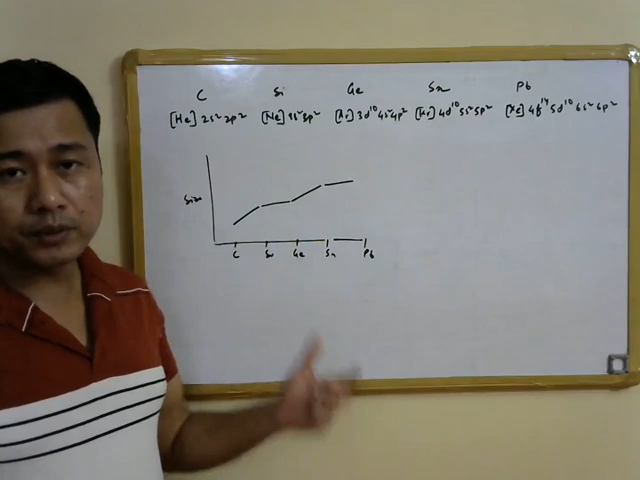 C Si Ge Sn Pb
[He] 2s² 2p² [Ne] 3s² 3p² [Ar] 3d¹⁰ 4s² 4p² [Kr] 4d¹⁰ 5s² 5p² [Xe] 4f¹⁴ 5d¹⁰ 6s² 6p²
Size
C Si Ge Sn Pb